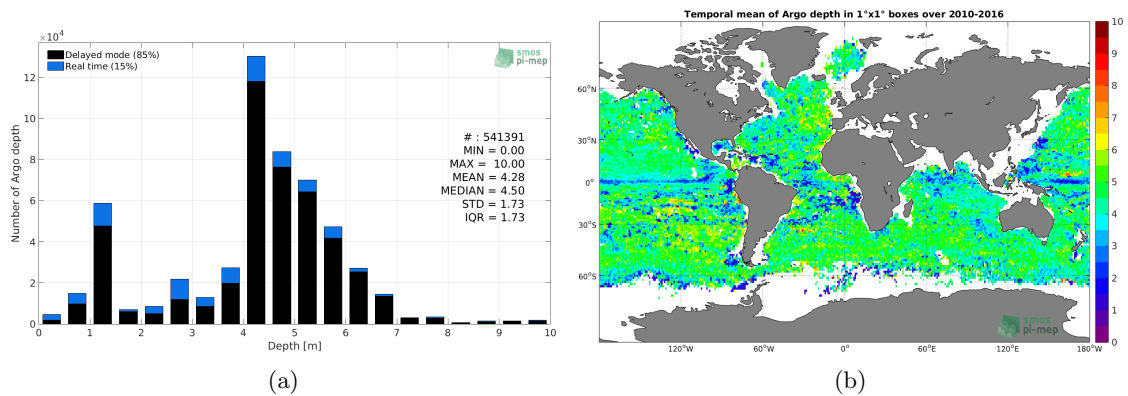 ×10⁴
Delayed mode (85%)
Real time (15%)
smos
pi-mep
# : 541391
MIN = 0.00
MAX = 10.00
MEAN = 4.28
MEDIAN = 4.50
STD = 1.73
IQR = 1.73
Number of Argo depth
12
10
8
6
4
2
0
0 1 2 3 4 5 6 7 8 9 10
Depth [m]
(a)
Temporal mean of Argo depth in 1°x1° boxes over 2010-2016
60°N
30°N
0°
30°S
60°S
120°W 60°W 0° 60°E 120°E 180°W
smos
pi-mep
10
9
8
7
6
5
4
3
2
1
0
(b)